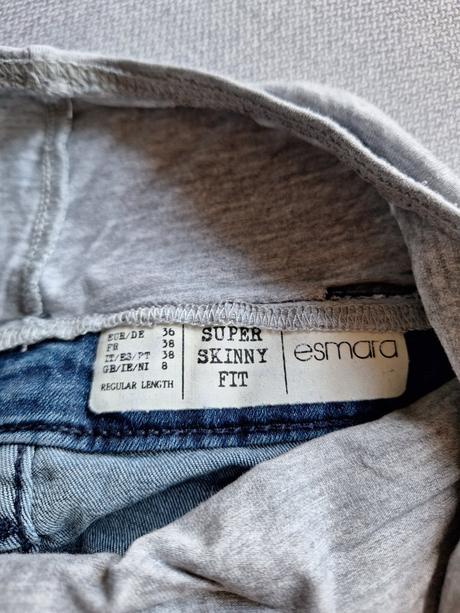 EUR/DE 36
FR 38
IT/ES/PT 38
GB/IE/NI 8
REGULAR LENGTH
SUPER
SKINNY
FIT
esmara